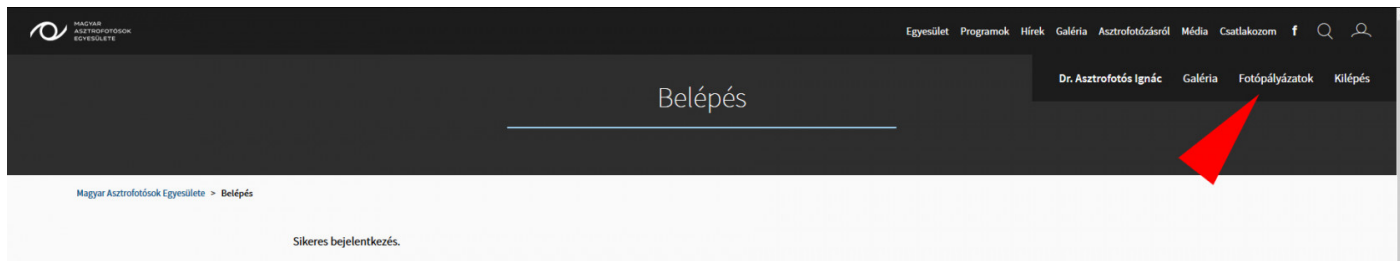 MAGYAR
ASZTROFOTÓSOK
EGYESÜLETE
Egyesület Programok Hírek Galéria Asztrofotózásról Média Csatlakozom f
Dr. Asztrofotós Ignác Galéria Fotópályázatok Kilépés
Belépés
Magyar Asztrofotósok Egyesülete > Belépés
Sikeres bejelentkezés.